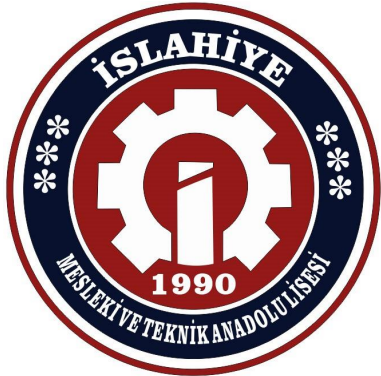 İSLAHİYE
1990
MESLEKİ VE TEKNİK ANADOLU LİSESİ